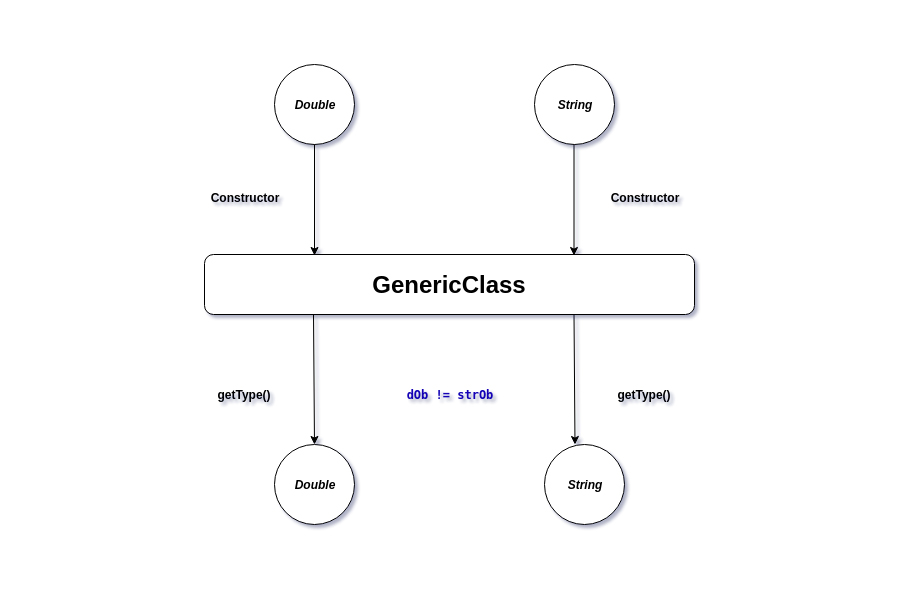 Double
String
Constructor
Constructor
GenericClass
getType()
dOb != strOb
getType()
Double
String